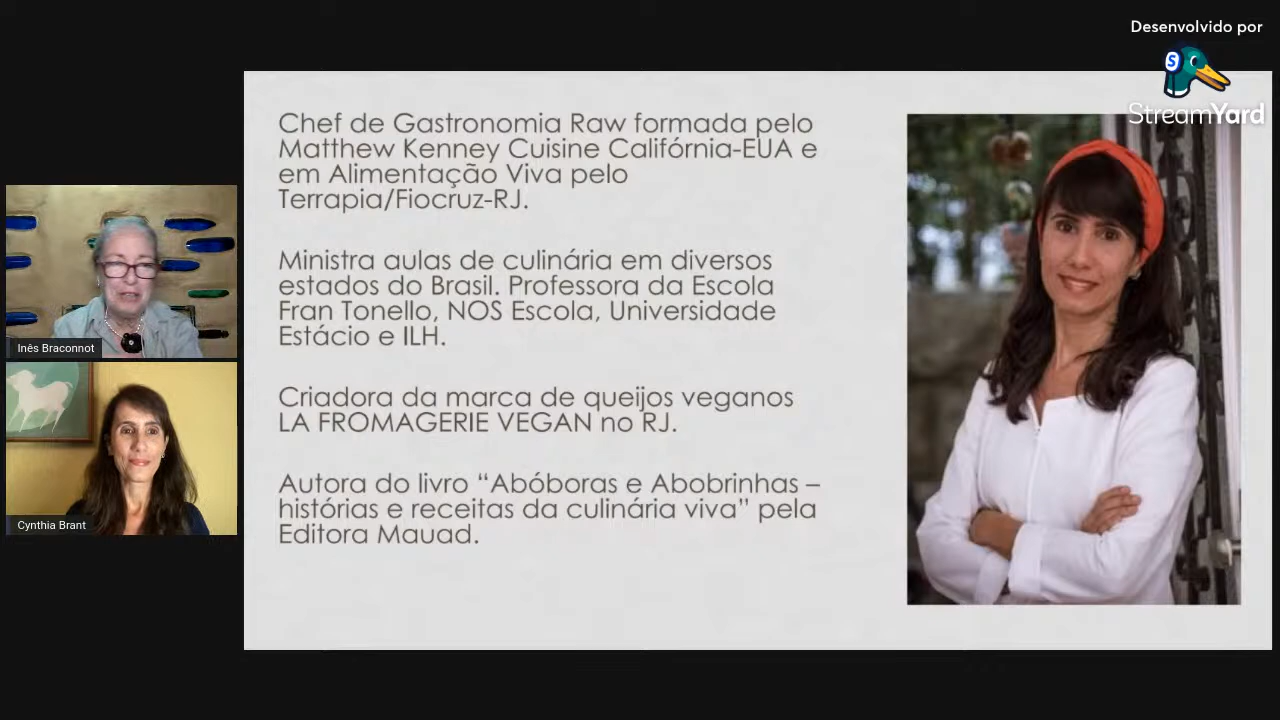 Desenvolvido por
StreamYard
Chef de Gastronomia Raw formada pelo
Matthew Kenney Cuisine Califórnia-EUA e
em Alimentação Viva pelo
Terrapia/Fiocruz-RJ.
Ministra aulas de culinária em diversos
estados do Brasil. Professora da Escola
Fran Tonello, NOS Escola, Universidade
Estácio e ILH.
Criadora da marca de queijos veganos
LA FROMAGERIE VEGAN no RJ.
Autora do livro “Abóboras e Abobrinhas –
histórias e receitas da culinária viva” pela
Editora Mauad.
Inês Braconnot
Cynthia Brant